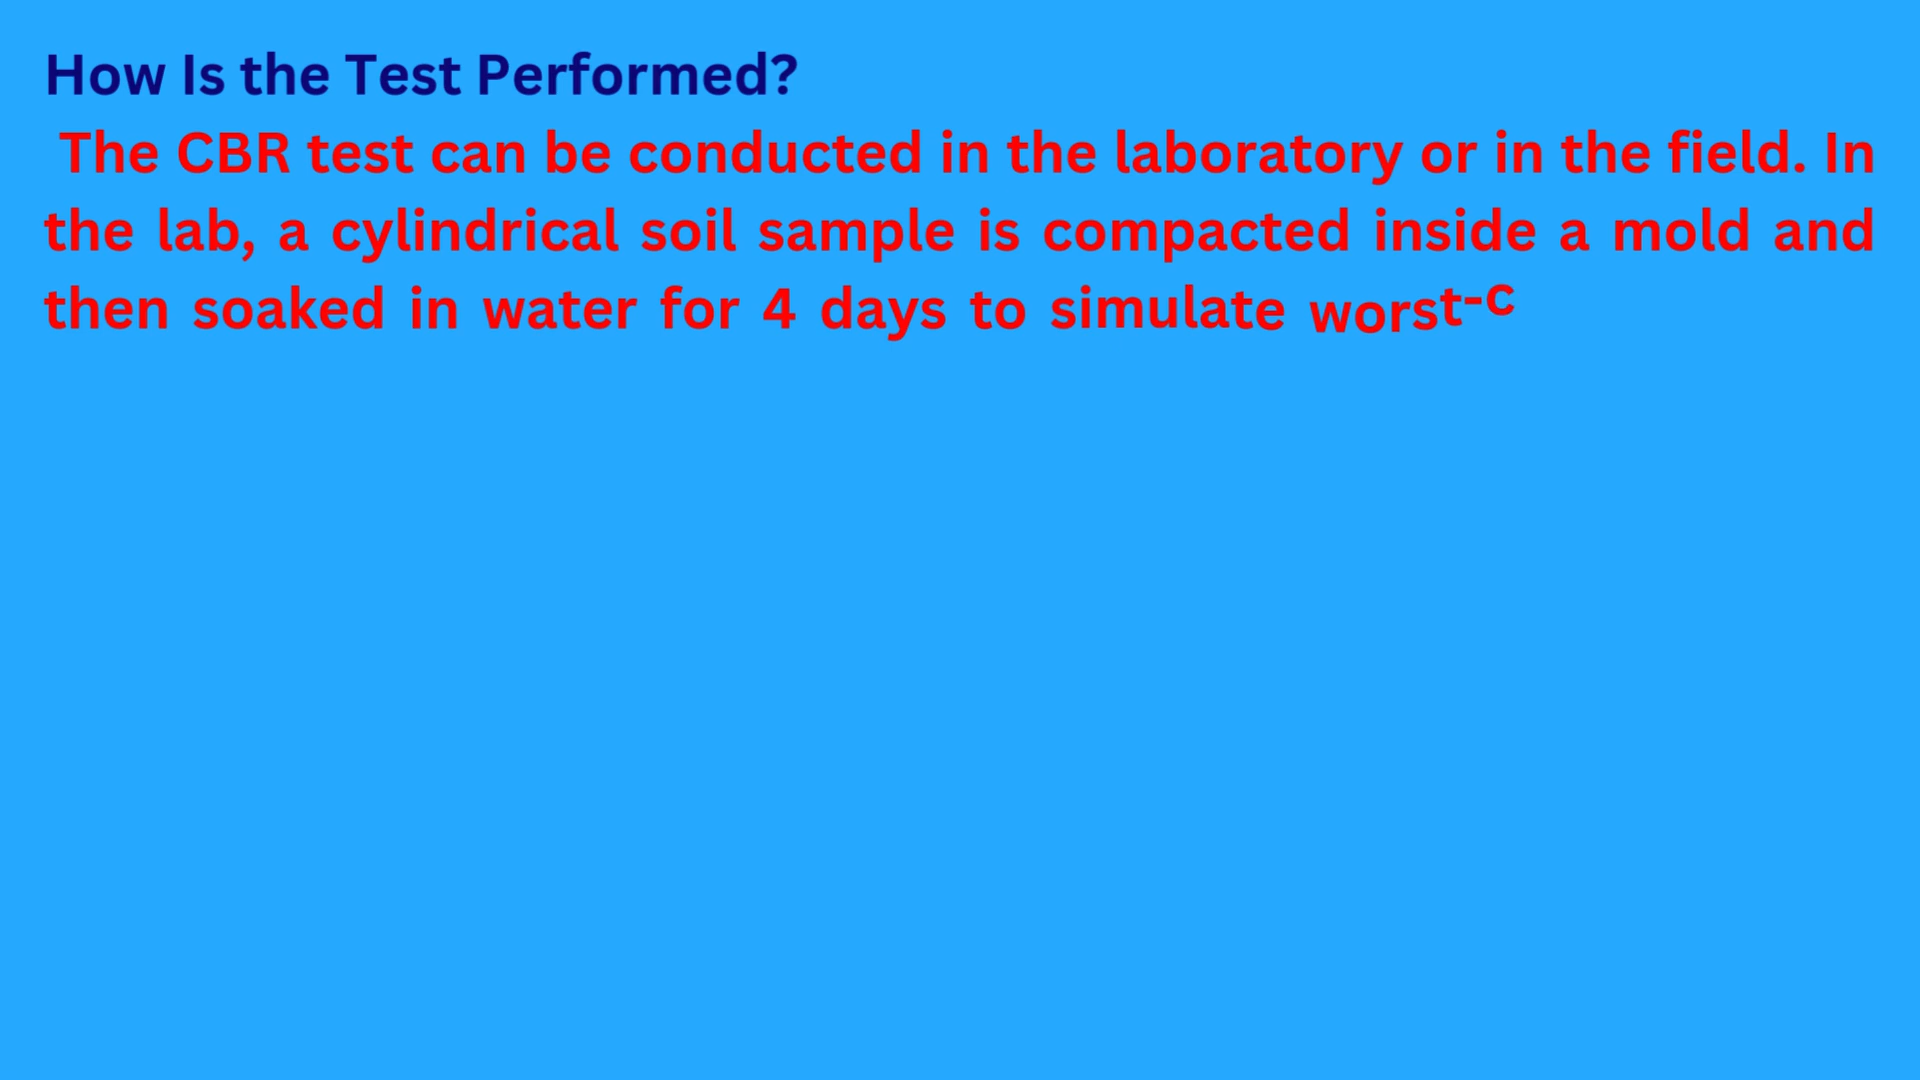 How Is the Test Performed?
The CBR test can be conducted in the laboratory or in the field. In
the lab, a cylindrical soil sample is compacted inside a mold and
then soaked in water for 4 days to simulate worst-c